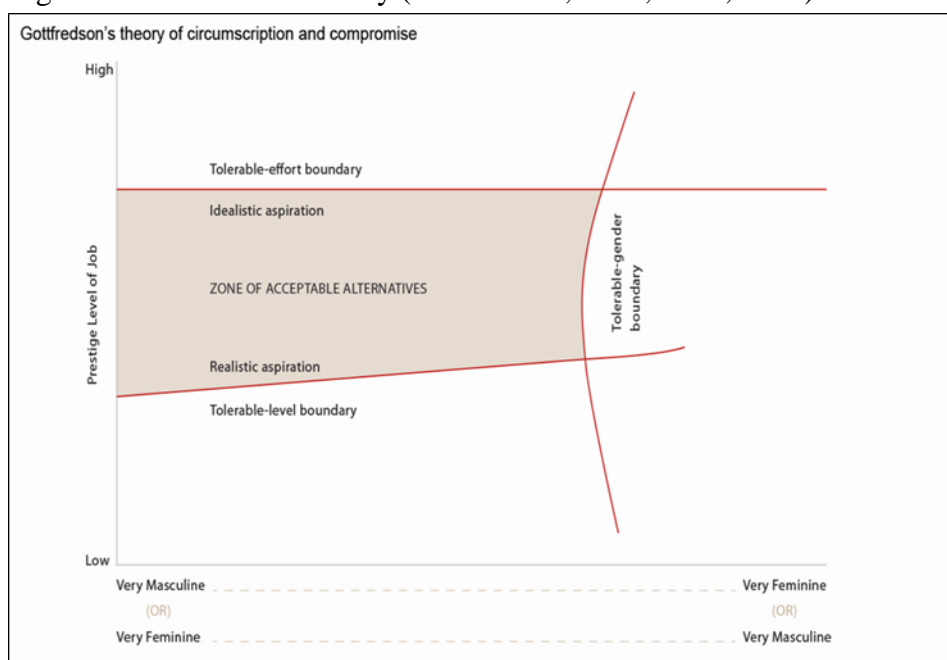 Gottfredson's theory of circumscription and compromise
High
Tolerable-effort boundary
Idealistic aspiration
ZONE OF ACCEPTABLE ALTERNATIVES
Tolerable-gender
boundary
Prestige Level of Job
Realistic aspiration
Tolerable-level boundary
Low
Very Masculine
Very Feminine
(OR)
(OR)
Very Feminine
Very Masculine